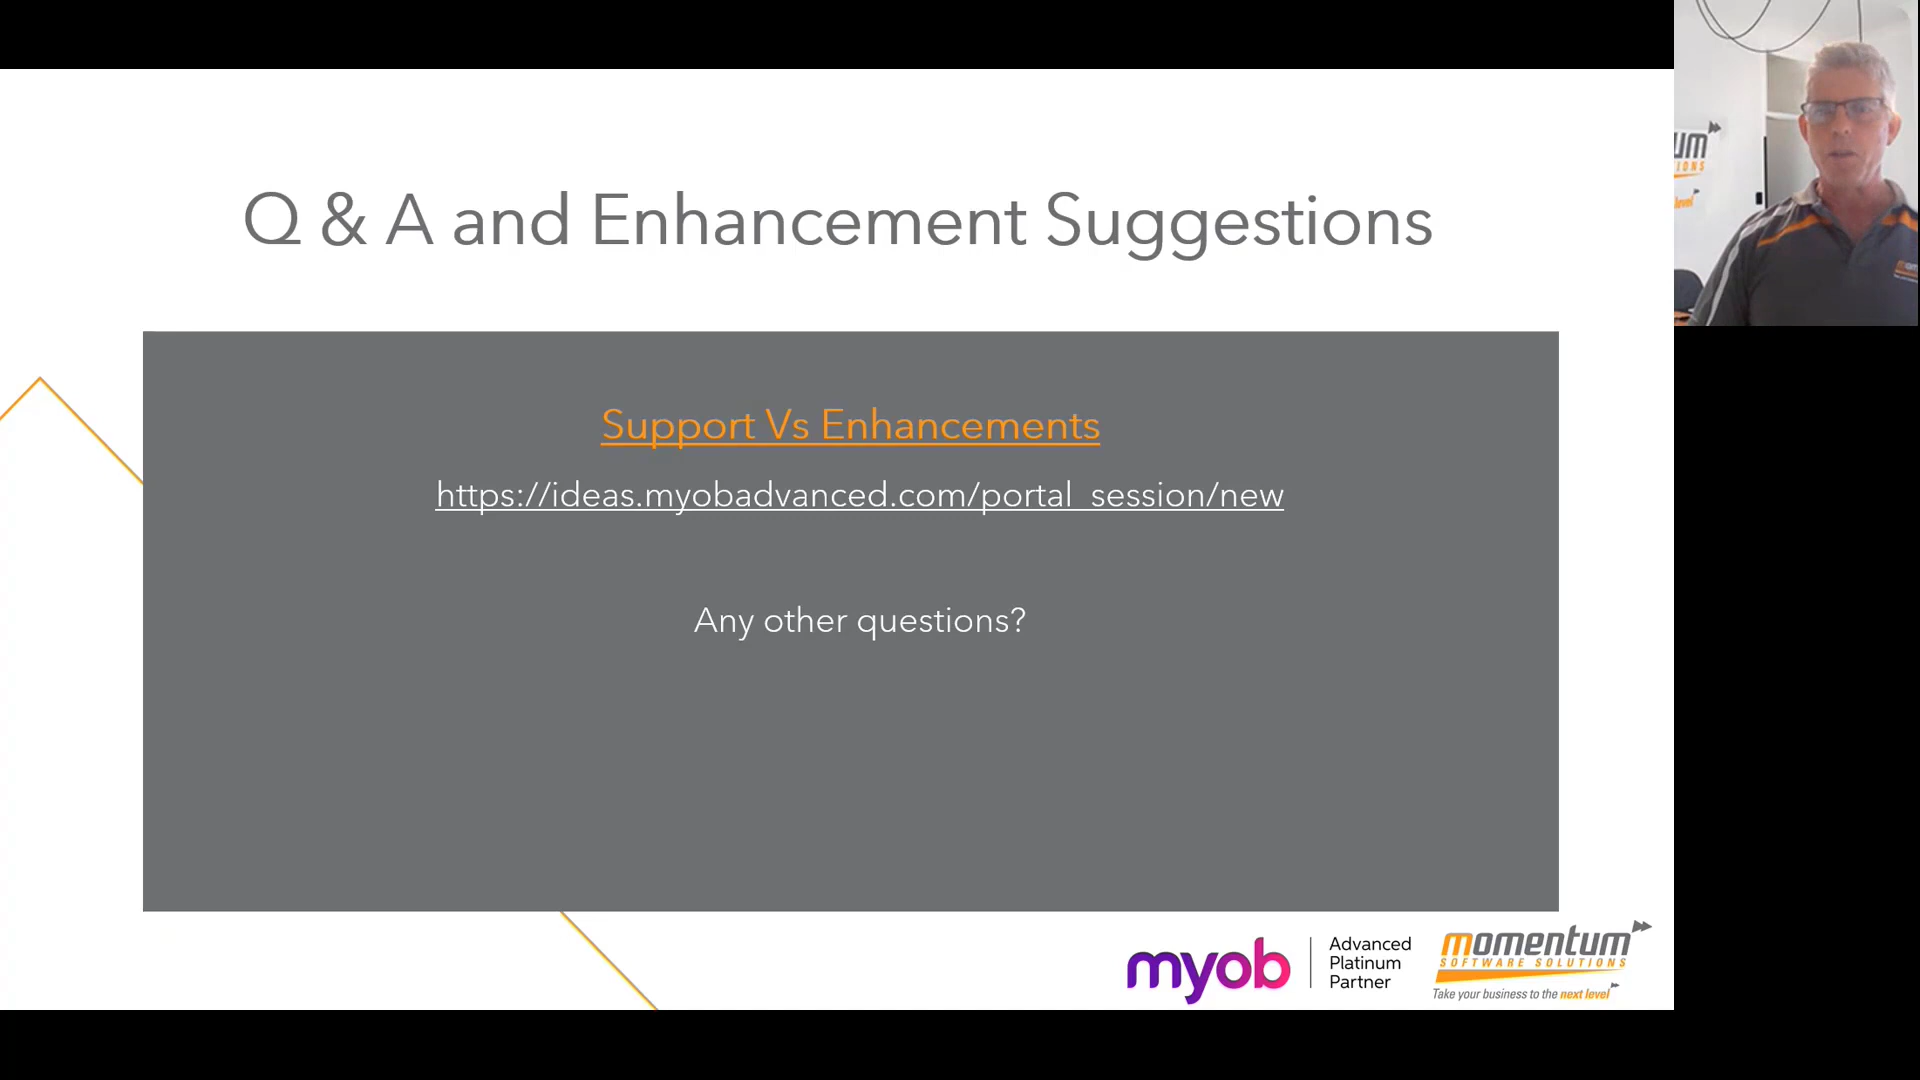 Q & A and Enhancement Suggestions
Support Vs Enhancements
https://ideas.myobadvanced.com/portal_session/new
Any other questions?
myob
Advanced
Platinum
Partner
momentum
SOFTWARE SOLUTIONS
Take your business to the next level